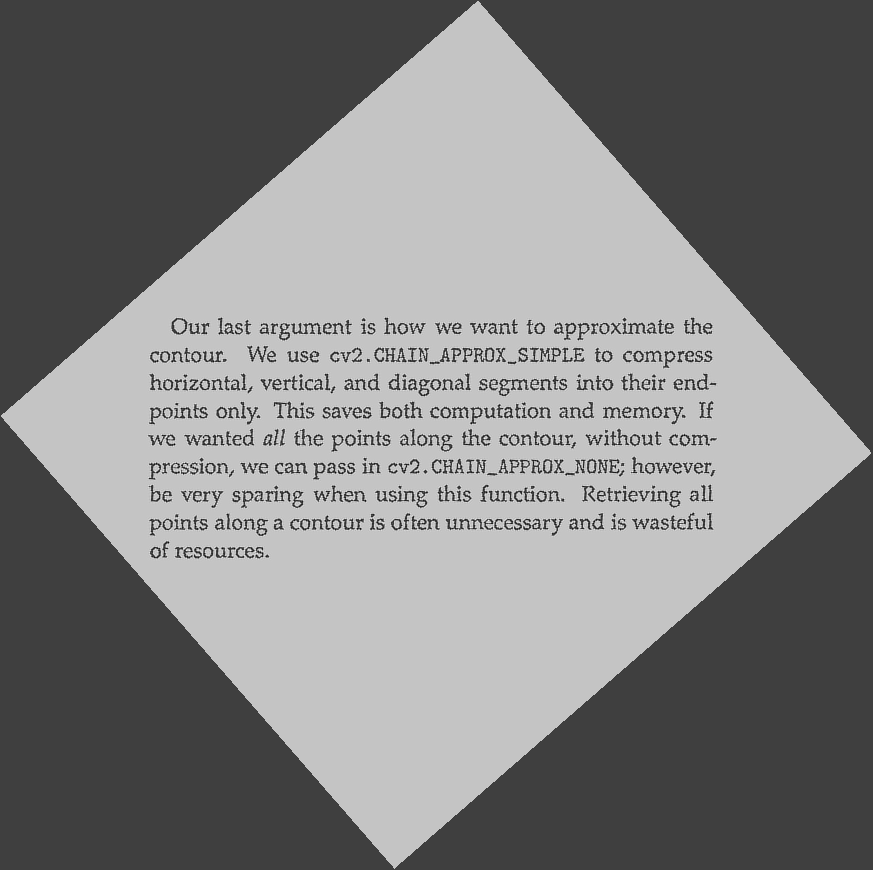 Our last argument is how we want to approximate the
contour. We use cv2.CHAIN_APPROX_SIMPLE to compress
horizontal, vertical, and diagonal segments into their end-
points only. This saves both computation and memory. If
we wanted all the points along the contour, without com-
pression, we can pass in cv2.CHAIN_APPROX_NONE; however,
be very sparing when using this function. Retrieving all
points along a contour is often unnecessary and is wasteful
of resources.